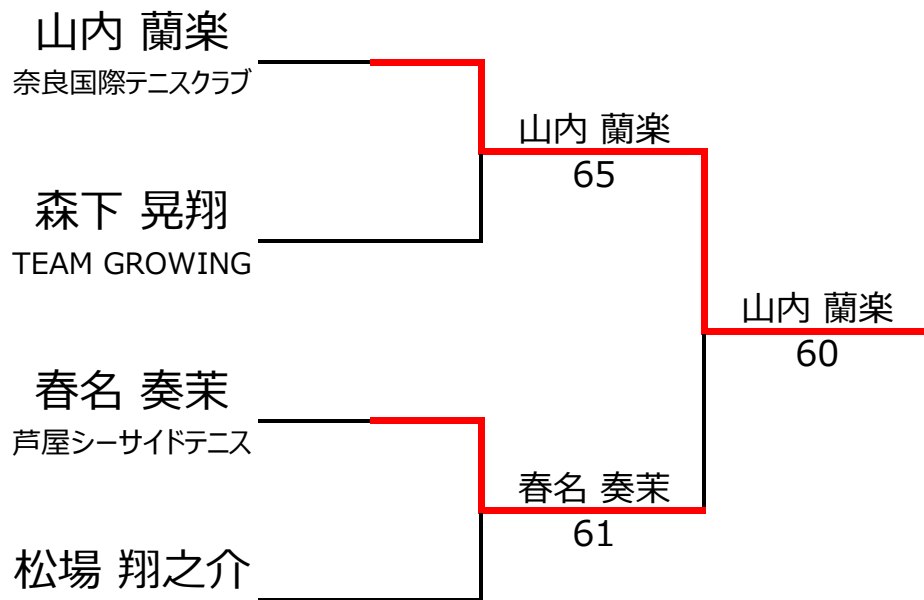 山内 蘭楽
奈良国際テニスクラブ
山内 蘭楽
65
森下 晃翔
TEAM GROWING
山内 蘭楽
60
春名 奏茉
芦屋シーサイドテニス
春名 奏茉
61
松場 翔之介